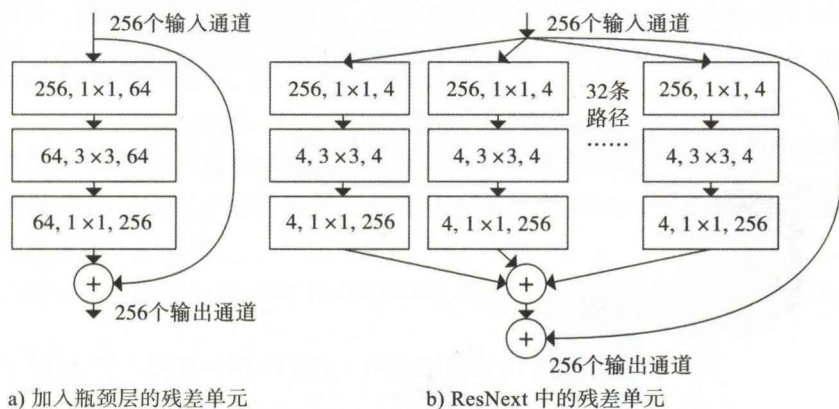 256个输入通道
256, 1×1, 64
64, 3×3, 64
64, 1×1, 256
+
256个输出通道
a) 加入瓶颈层的残差单元
256个输入通道
256, 1×1, 4
256, 1×1, 4
32条
路径
……
256, 1×1, 4
4, 3×3, 4
4, 3×3, 4
4, 3×3, 4
4, 1×1, 256
4, 1×1, 256
4, 1×1, 256
+
+
256个输出通道
b) ResNext 中的残差单元